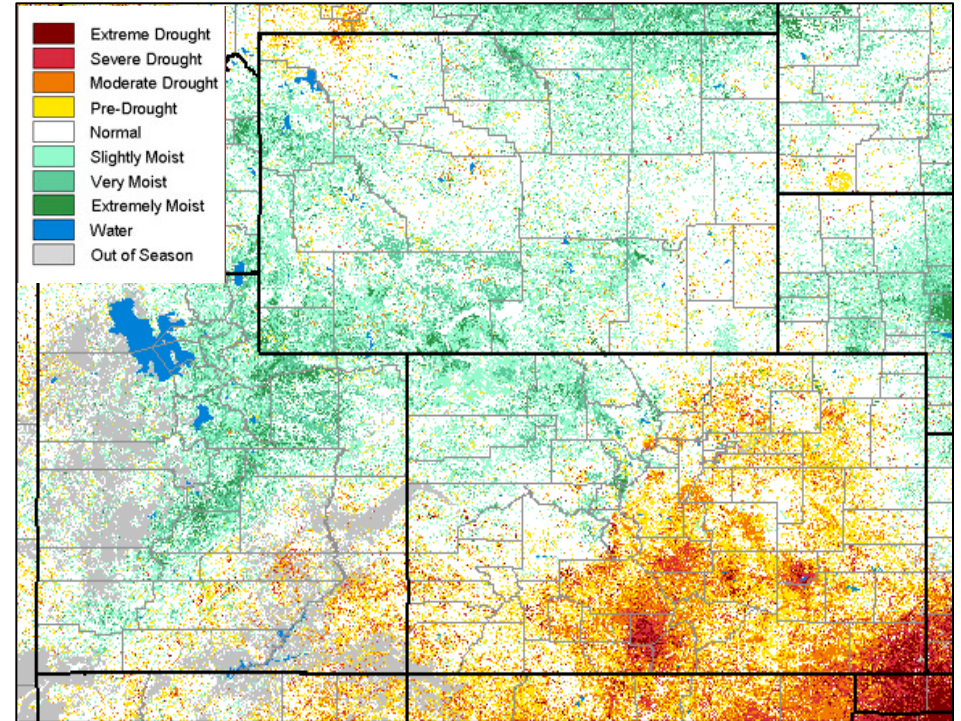 Extreme Drought
Severe Drought
Moderate Drought
Pre-Drought
Normal
Slightly Moist
Very Moist
Extremely Moist
Water
Out of Season